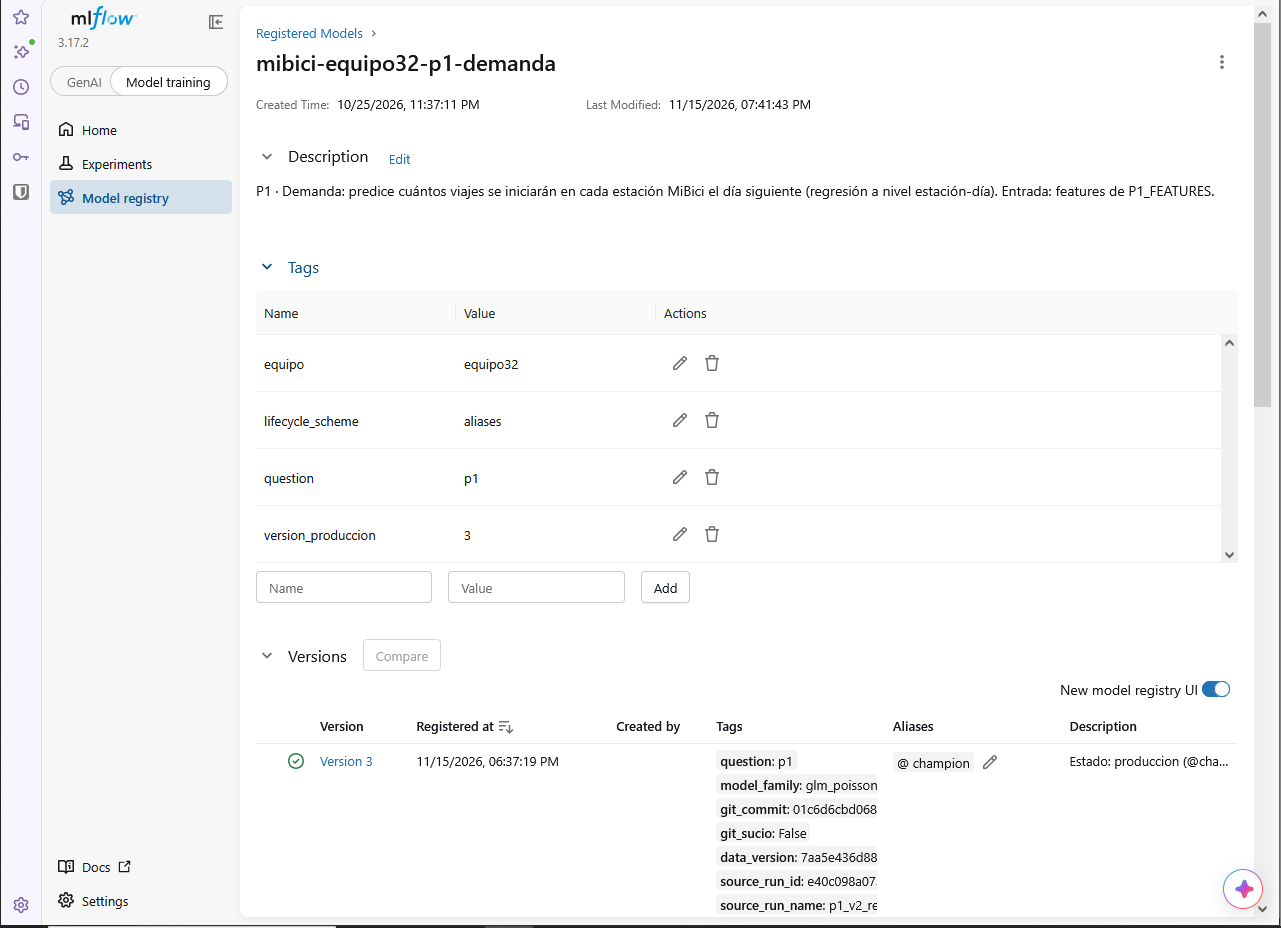 mlflow
3.17.2
GenAI Model training
Home
Experiments
Model registry
Docs
Settings
Registered Models
mibici-equipo32-p1-demanda
Created Time: 10/25/2026, 11:37:11 PM Last Modified: 11/15/2026, 07:41:43 PM
Description Edit
P1 · Demanda: predice cuántos viajes se iniciarán en cada estación MiBici el día siguiente (regresión a nivel estación-día). Entrada: features de P1_FEATURES.
Tags
Name Value Actions
equipo equipo32
lifecycle_scheme aliases
question p1
version_produccion 3
Name Value Add
Versions Compare
New model registry UI
Version Registered at Created by Tags Aliases Description
Version 3 11/15/2026, 06:37:19 PM question: p1 @ champion Estado: produccion (@cha...
model_family: glm_poisson
git_commit: 01c6d6cbd068
git_sucio: False
data_version: 7aa5e436d88
source_run_id: e40c098a07
source_run_name: p1_v2_re